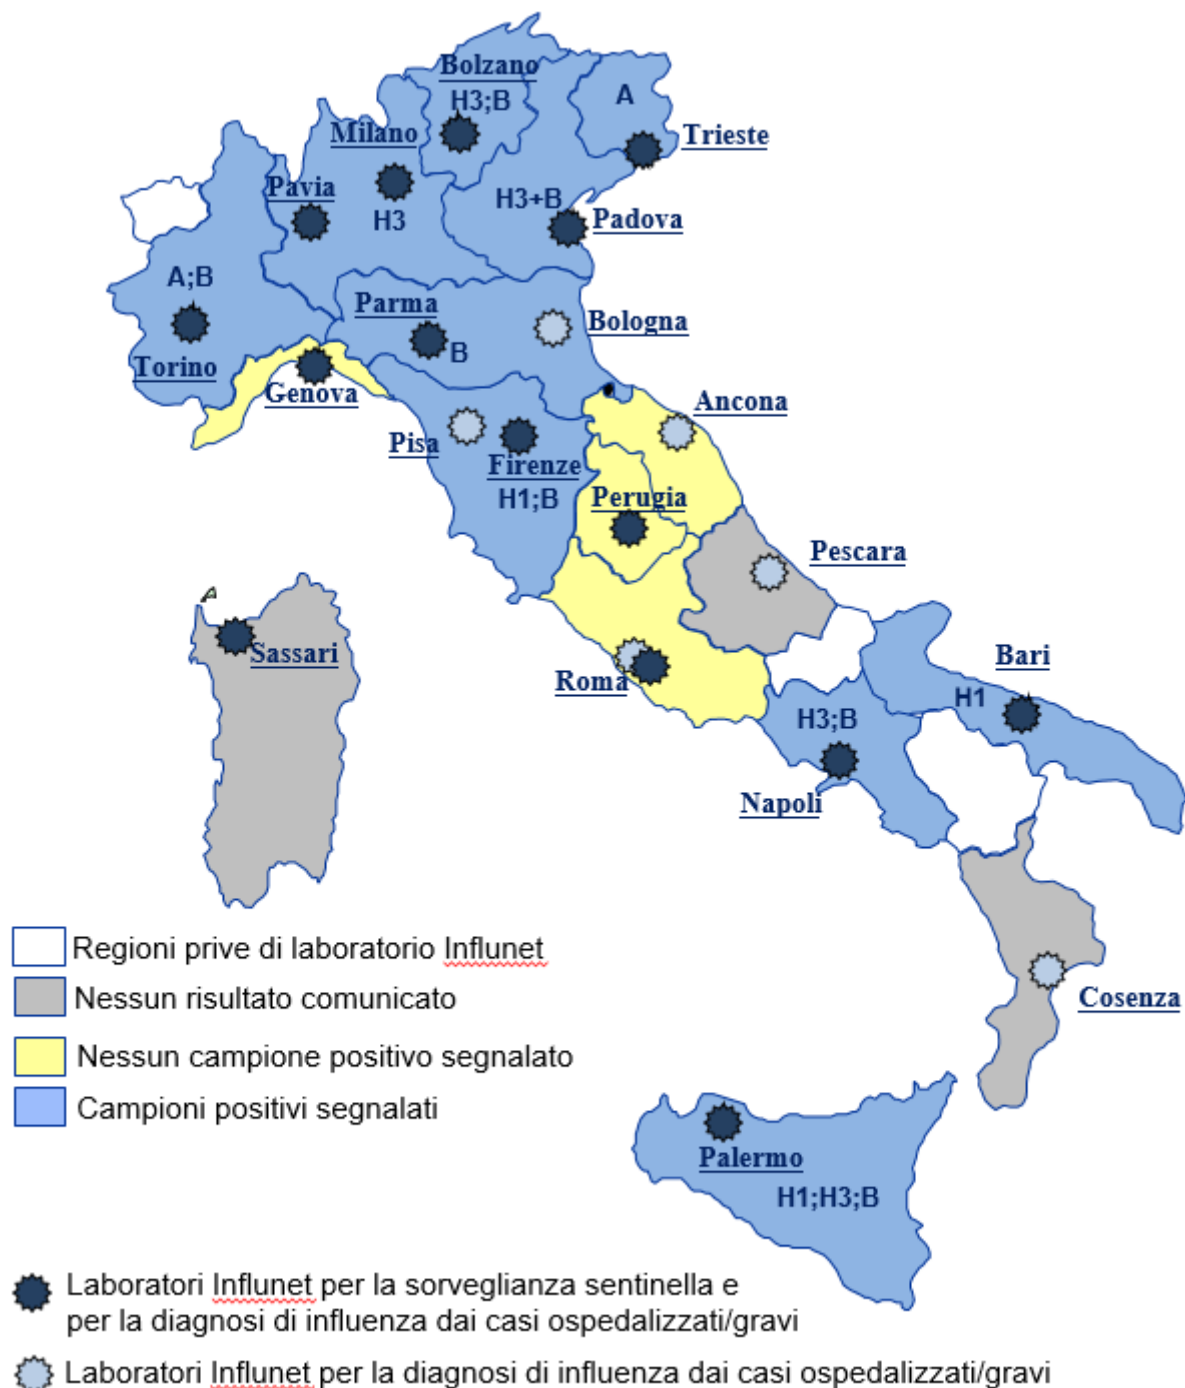 Bolzano
H3;B
A
Milano
Trieste
Pavia
H3+B
Padova
H3
A;B
Parma
Bologna
B
Torino
Genova
Ancona
Pisa
Firenze
H1;B
Perugia
Pescara
A
Sassari
Roma
Bari
H1
H3;B
Napoli
Regioni prive di laboratorio Influnet
Nessun risultato comunicato
Cosenza
Nessun campione positivo segnalato
Campioni positivi segnalati
Palermo
H1;H3;B
Laboratori Influnet per la sorveglianza sentinella e
per la diagnosi di influenza dai casi ospedalizzati/gravi
Laboratori Influnet per la diagnosi di influenza dai casi ospedalizzati/gravi